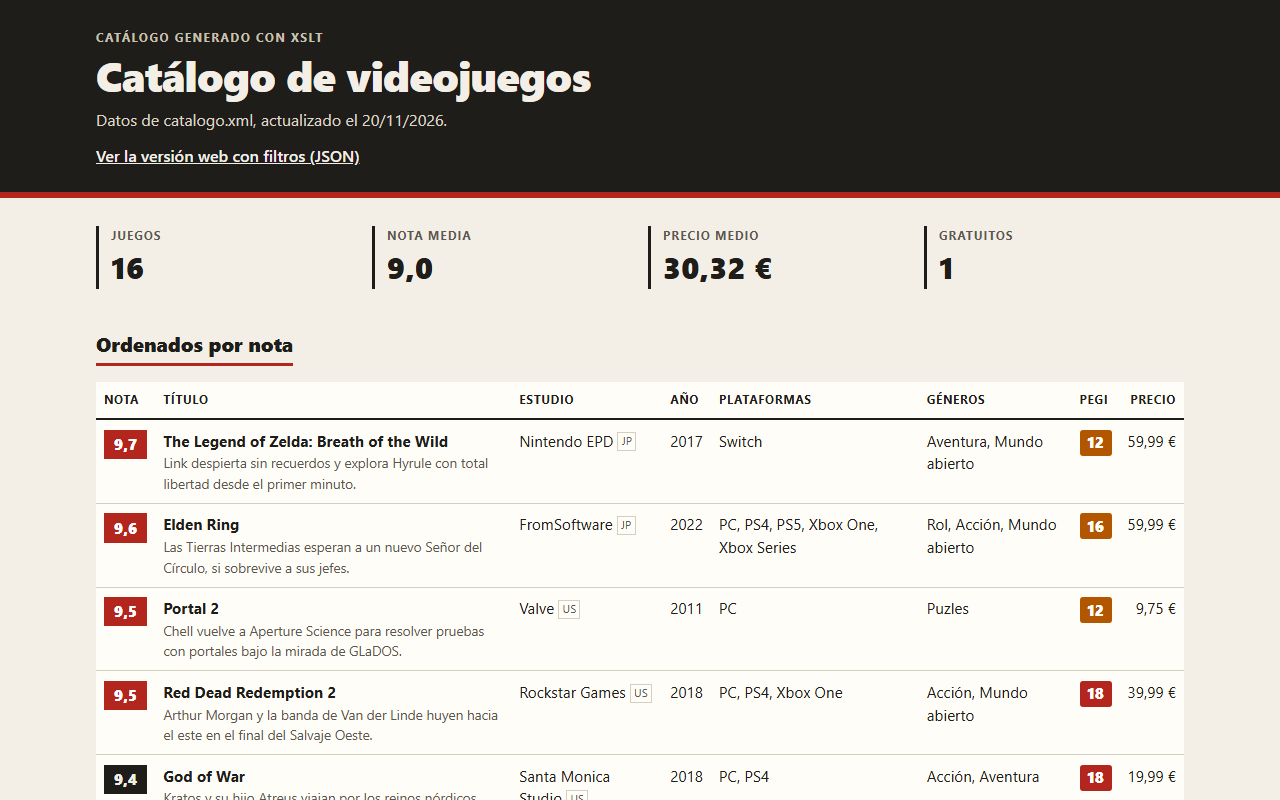 CATÁLOGO GENERADO CON XSLT
Catálogo de videojuegos
Datos de catalogo.xml, actualizado el 20/11/2026.
Ver la versión web con filtros (JSON)
JUEGOS
16
NOTA MEDIA
9,0
PRECIO MEDIO
30,32 €
GRATUITOS
1
Ordenados por nota
NOTA TÍTULO ESTUDIO AÑO PLATAFORMAS GÉNEROS PEGI PRECIO
9,7 The Legend of Zelda: Breath of the Wild Nintendo EPD JP 2017 Switch Aventura, Mundo 12 59,99 €
Link despierta sin recuerdos y explora Hyrule con total abierto
libertad desde el primer minuto.
9,6 Elden Ring FromSoftware JP 2022 PC, PS4, PS5, Xbox One, Rol, Acción, Mundo 16 59,99 €
Las Tierras Intermedias esperan a un nuevo Señor del Xbox Series abierto
Círculo, si sobrevive a sus jefes.
9,5 Portal 2 Valve US 2011 PC Puzles 12 9,75 €
Chell vuelve a Aperture Science para resolver pruebas
con portales bajo la mirada de GLaDOS.
9,5 Red Dead Redemption 2 Rockstar Games US 2018 PC, PS4, Xbox One Acción, Mundo 18 39,99 €
Arthur Morgan y la banda de Van der Linde huyen hacia abierto
el este en el final del Salvaje Oeste.
9,4 God of War Santa Monica 2018 PC, PS4 Acción, Aventura 18 19,99 €
Kratos y su hijo Atreus viajan por los reinos nórdicos Studio US